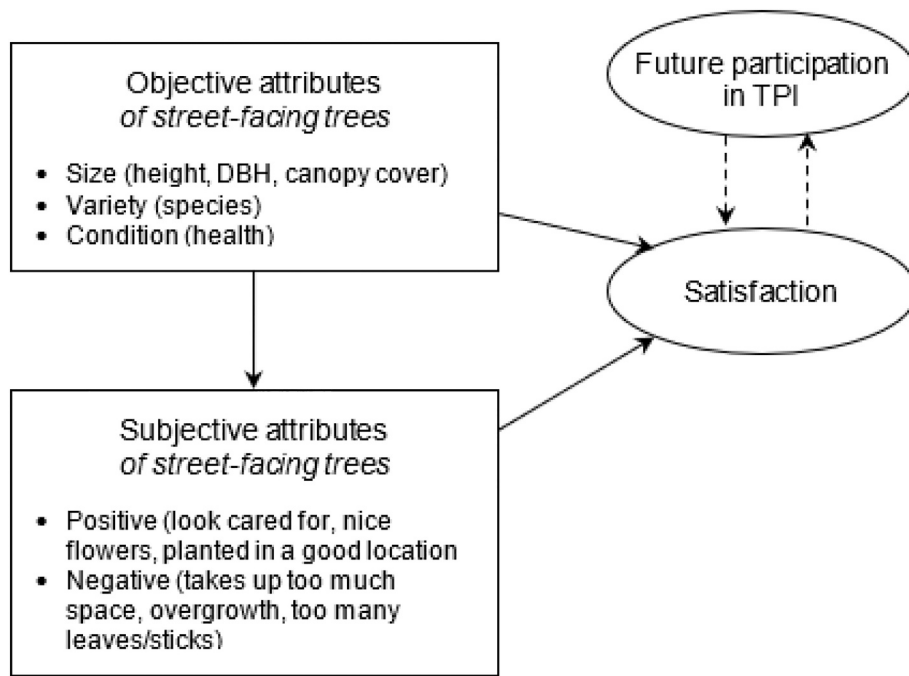 Objective attributes
of street-facing trees
• Size (height, DBH, canopy cover)
• Variety (species)
• Condition (health)
Future participation
in TPI
Satisfaction
Subjective attributes
of street-facing trees
• Positive (look cared for, nice
flowers, planted in a good location
• Negative (takes up too much
space, overgrowth, too many
leaves/sticks)